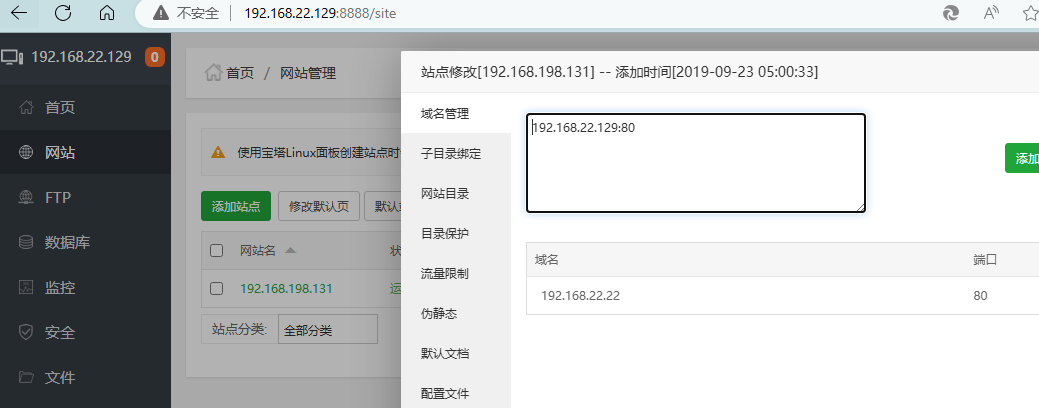 不安全 192.168.22.129:8888/site
192.168.22.129 0
首页
网站
FTP
数据库
监控
安全
文件
首页 / 网站管理
使用宝塔Linux面板创建站点时
添加站点 修改默认页
网站名
192.168.198.131
站点分类: 全部分类
站点修改[192.168.198.131] -- 添加时间[2019-09-23 05:00:33]
域名管理
子目录绑定
网站目录
目录保护
流量限制
伪静态
默认文档
配置文件
192.168.22.129:80
添加
域名 端口
192.168.22.22 80